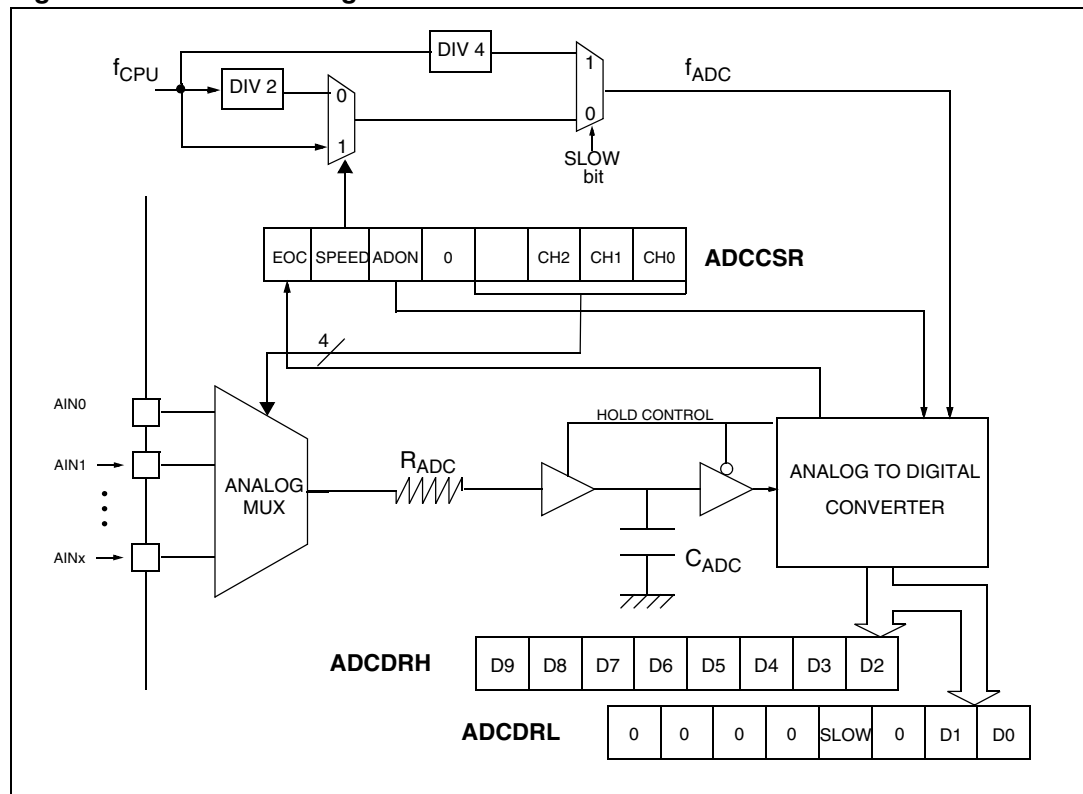 DIV 4
fCPU
DIV 2
0
1
1
0
fADC
SLOW
bit
EOC SPEED ADON 0 CH2 CH1 CH0
ADCCSR
4
AIN0
AIN1
AINx
ANALOG
MUX
RADC
HOLD CONTROL
CADC
ANALOG TO DIGITAL
CONVERTER
ADCDRH
D9 D8 D7 D6 D5 D4 D3 D2
ADCDRL
0 0 0 0 SLOW 0 D1 D0